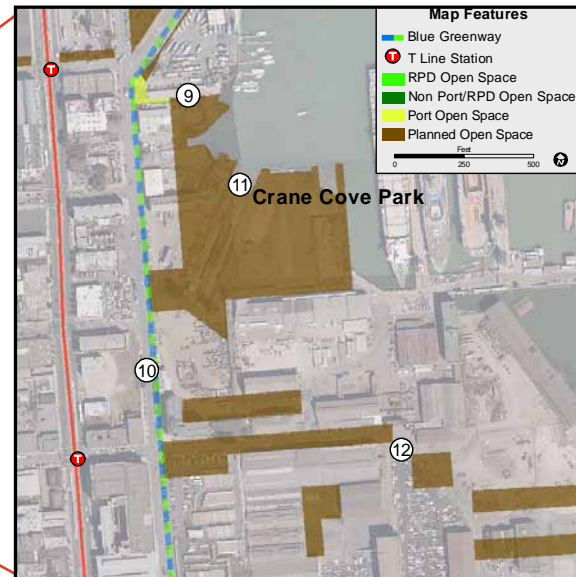 Map Features
Blue Greenway
T T Line Station
RPD Open Space
Non Port/RPD Open Space
Port Open Space
Planned Open Space
Feet
0 250 500
N
T
9
11 Crane Cove Park
10
12
T